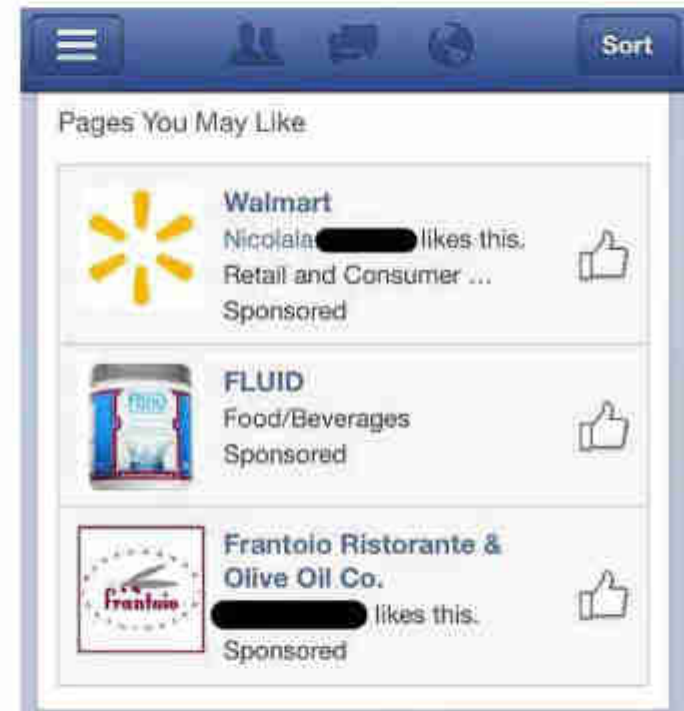 Sort
Pages You May Like
Walmart
Nicolala likes this.
Retail and Consumer ...
Sponsored
FLUID
Food/Beverages
Sponsored
Frantoio Ristorante &
Olive Oil Co.
frantoio
likes this.
Sponsored